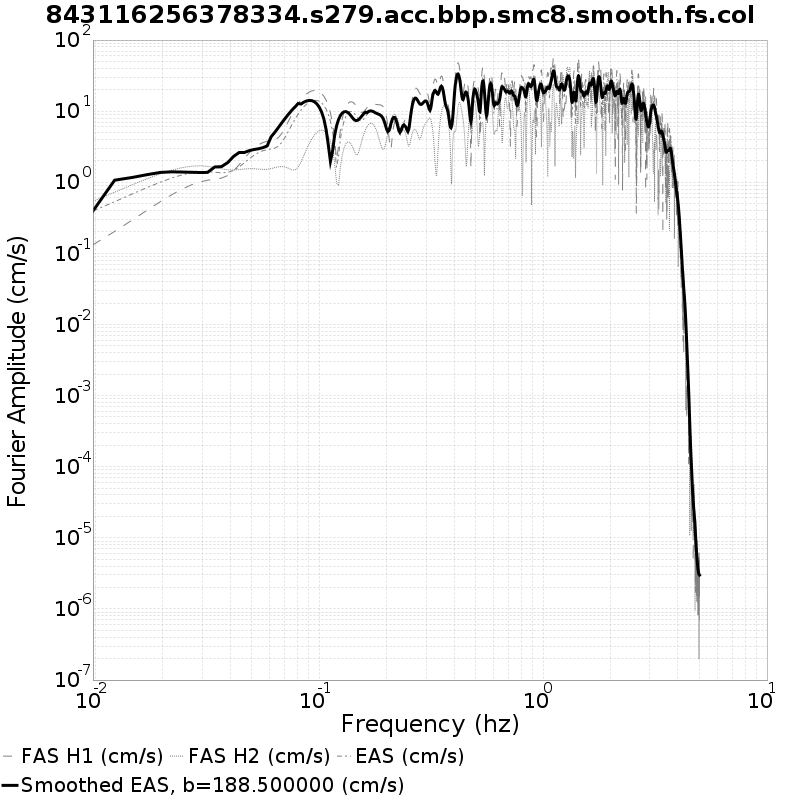 843116256378334.s279.acc.bbp.smc8.smooth.fs.col
10^2
10^1
10^0
10^-1
10^-2
10^-3
10^-4
10^-5
10^-6
10^-7
Fourier Amplitude (cm/s)
10^-2 10^-1 10^0 10^1
Frequency (hz)
FAS H1 (cm/s) FAS H2 (cm/s) EAS (cm/s)
Smoothed EAS, b=188.500000 (cm/s)